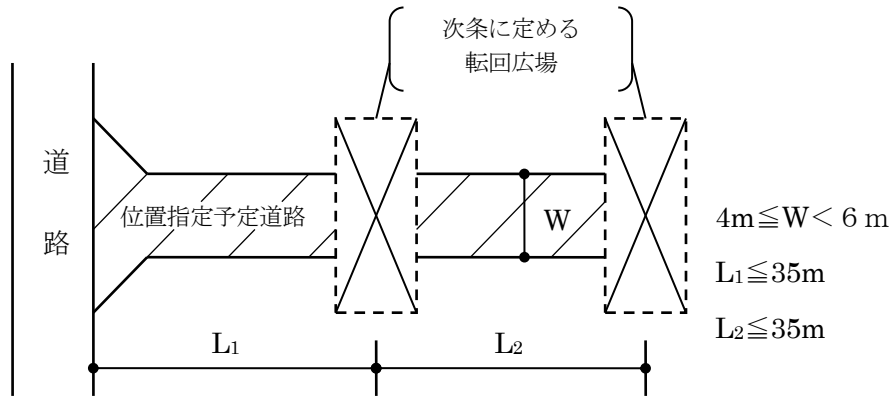 次条に定める
転回広場
道
路
位置指定予定道路
W
4m≦W<６m
L₁≦35m
L₂≦35m
L₁
L₂